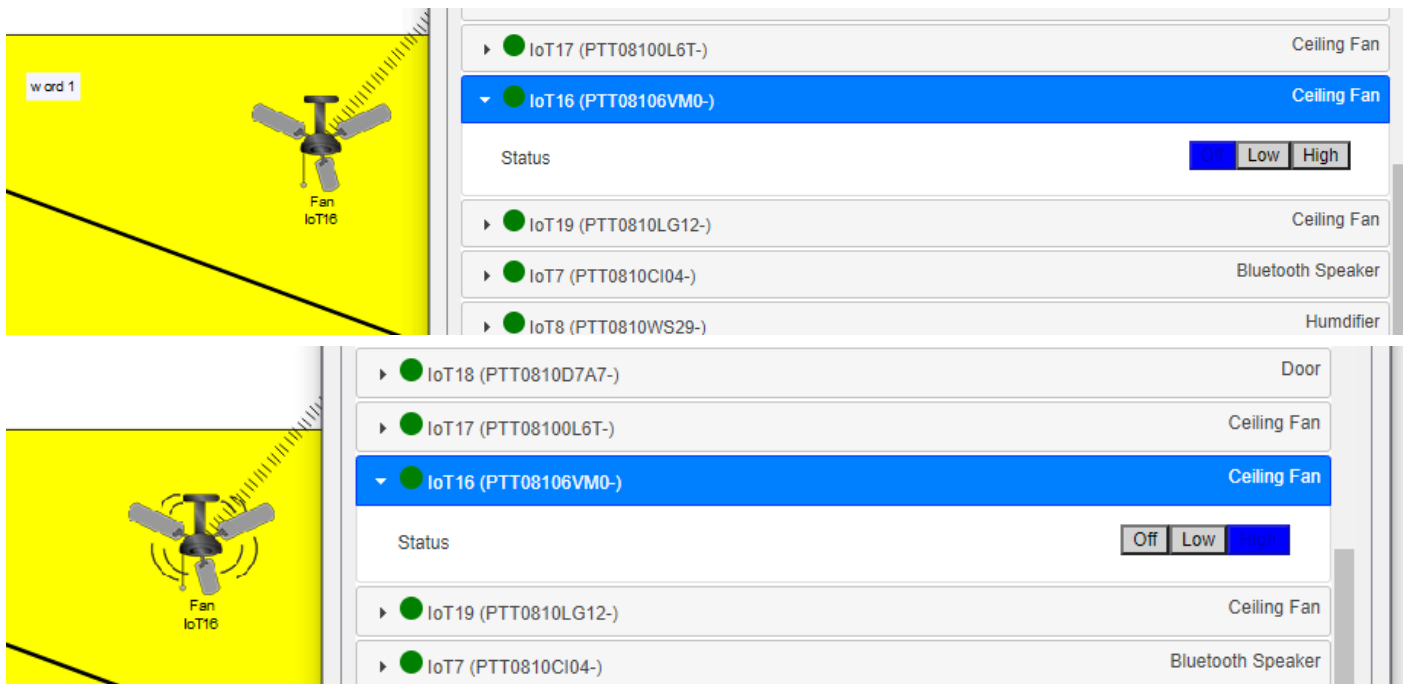 w ord 1
Fan
IoT16
IoT17 (PTT08100L6T-) Ceiling Fan
IoT16 (PTT08106VM0-) Ceiling Fan
Status Off Low High
IoT19 (PTT0810LG12-) Ceiling Fan
IoT7 (PTT0810CI04-) Bluetooth Speaker
IoT8 (PTT0810WS29-) Humdifier
Fan
IoT16
IoT18 (PTT0810D7A7-) Door
IoT17 (PTT08100L6T-) Ceiling Fan
IoT16 (PTT08106VM0-) Ceiling Fan
Status Off Low High
IoT19 (PTT0810LG12-) Ceiling Fan
IoT7 (PTT0810CI04-) Bluetooth Speaker